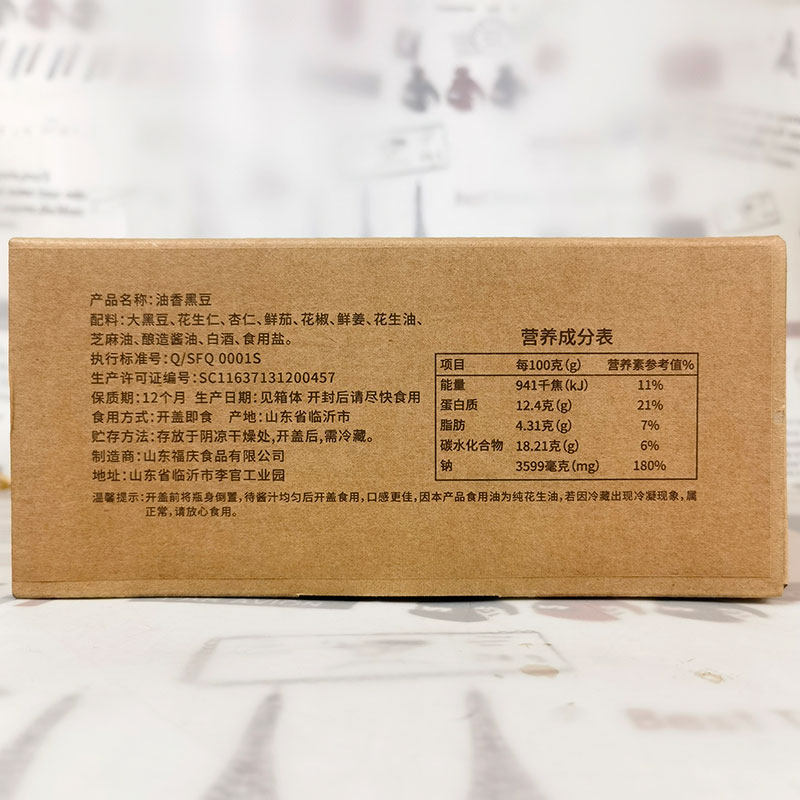 产品名称:油香黑豆
配料:大黑豆、花生仁、杏仁、鲜茄、花椒、鲜姜、花生油、
芝麻油、酿造酱油、白酒、食用盐。
执行标准号:Q/SFQ 0001S
生产许可证编号:SC11637131200457
保质期:12个月 生产日期:见箱体 开封后请尽快食用
食用方式:开盖即食 产地:山东省临沂市
贮存方法:存放于阴凉干燥处,开盖后,需冷藏。
制造商:山东福庆食品有限公司
地址:山东省临沂市李官工业园
营养成分表
项目 每100克(g) 营养素参考值%
能量 941千焦(kJ) 11%
蛋白质 12.4克(g) 21%
脂肪 4.31克(g) 7%
碳水化合物 18.21克(g) 6%
钠 3599毫克(mg) 180%
温馨提示:开盖前将瓶身倒置,待酱汁均匀后开盖食用,口感更佳,因本产品食用油为纯花生油,若因冷藏出现冷凝现象,属
正常,请放心食用。